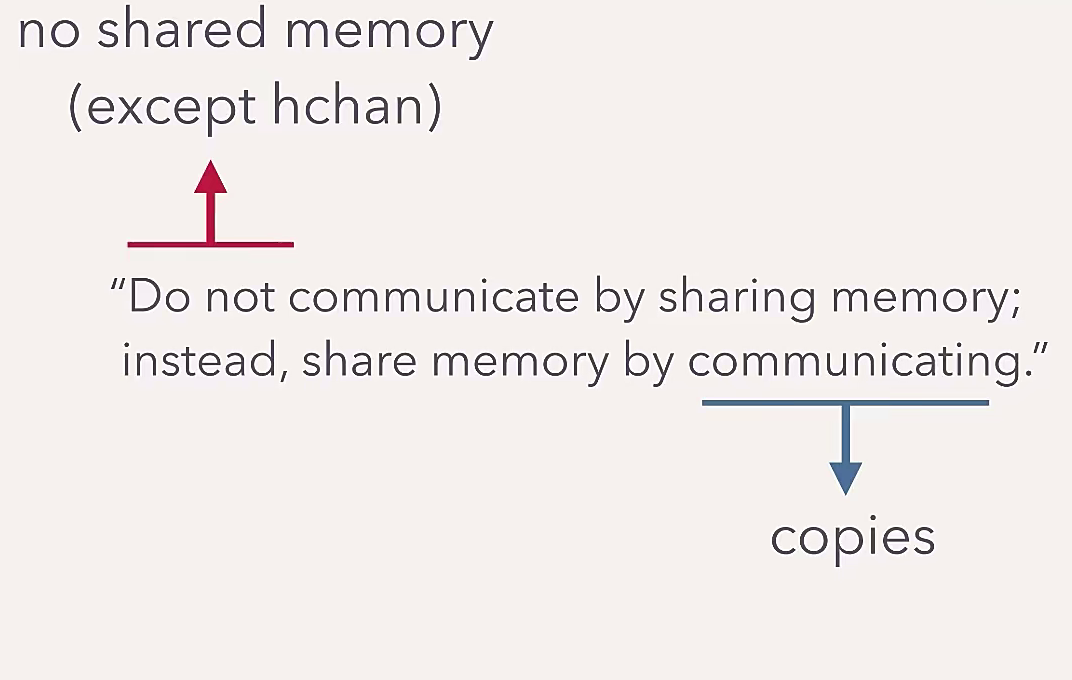 no shared memory
(except hchan)
“Do not communicate by sharing memory;
instead, share memory by communicating.”
copies